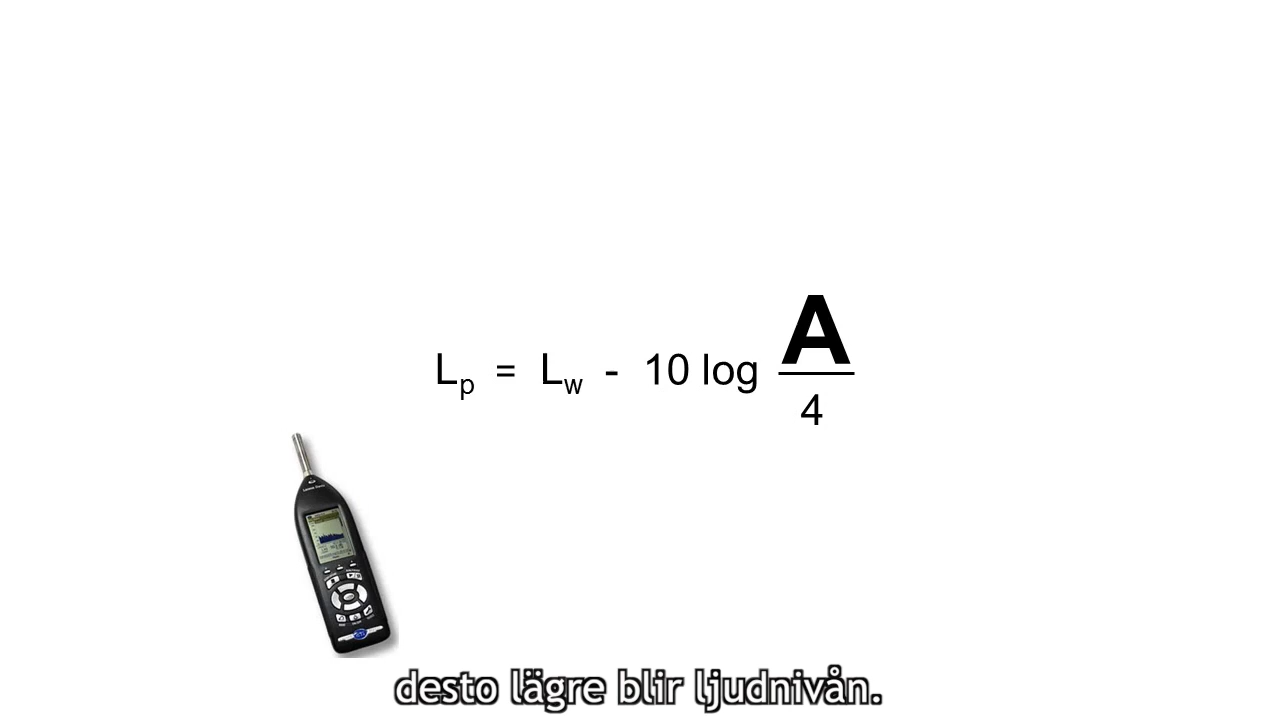 Lp = Lw - 10 log A/4
desto lägre blir ljudnivån.